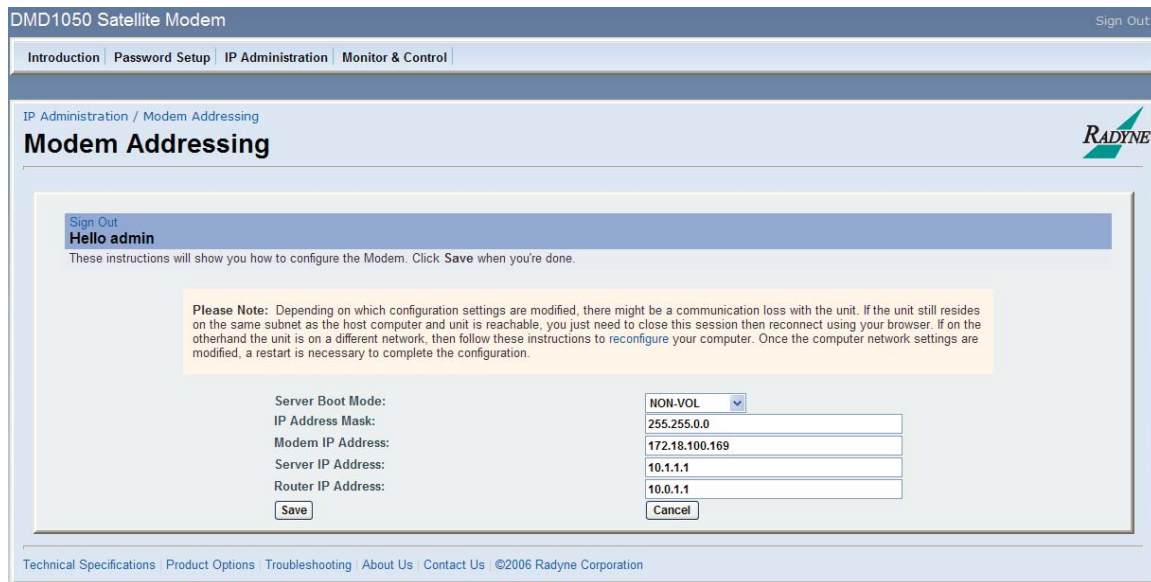 DMD1050 Satellite Modem
Sign Out
Introduction Password Setup IP Administration Monitor & Control
IP Administration / Modem Addressing
Modem Addressing
RADYNE
Sign Out
Hello admin
These instructions will show you how to configure the Modem. Click Save when you're done.
Please Note: Depending on which configuration settings are modified, there might be a communication loss with the unit. If the unit still resides
on the same subnet as the host computer and unit is reachable, you just need to close this session then reconnect using your browser. If on the
otherhand the unit is on a different network, then follow these instructions to reconfigure your computer. Once the computer network settings are
modified, a restart is necessary to complete the configuration.
Server Boot Mode: NON-VOL
IP Address Mask: 255.255.0.0
Modem IP Address: 172.18.100.169
Server IP Address: 10.1.1.1
Router IP Address: 10.0.1.1
Save Cancel
Technical Specifications | Product Options | Troubleshooting | About Us | Contact Us | ©2006 Radyne Corporation